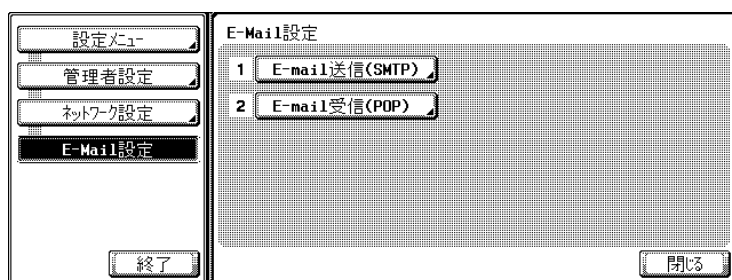 設定ﾒﾆｭｰ
管理者設定
ﾈｯﾄﾜｰｸ設定
E-Mail設定
終了
E-Mail設定
1 E-mail送信(SMTP)
2 E-mail受信(POP)
閉じる